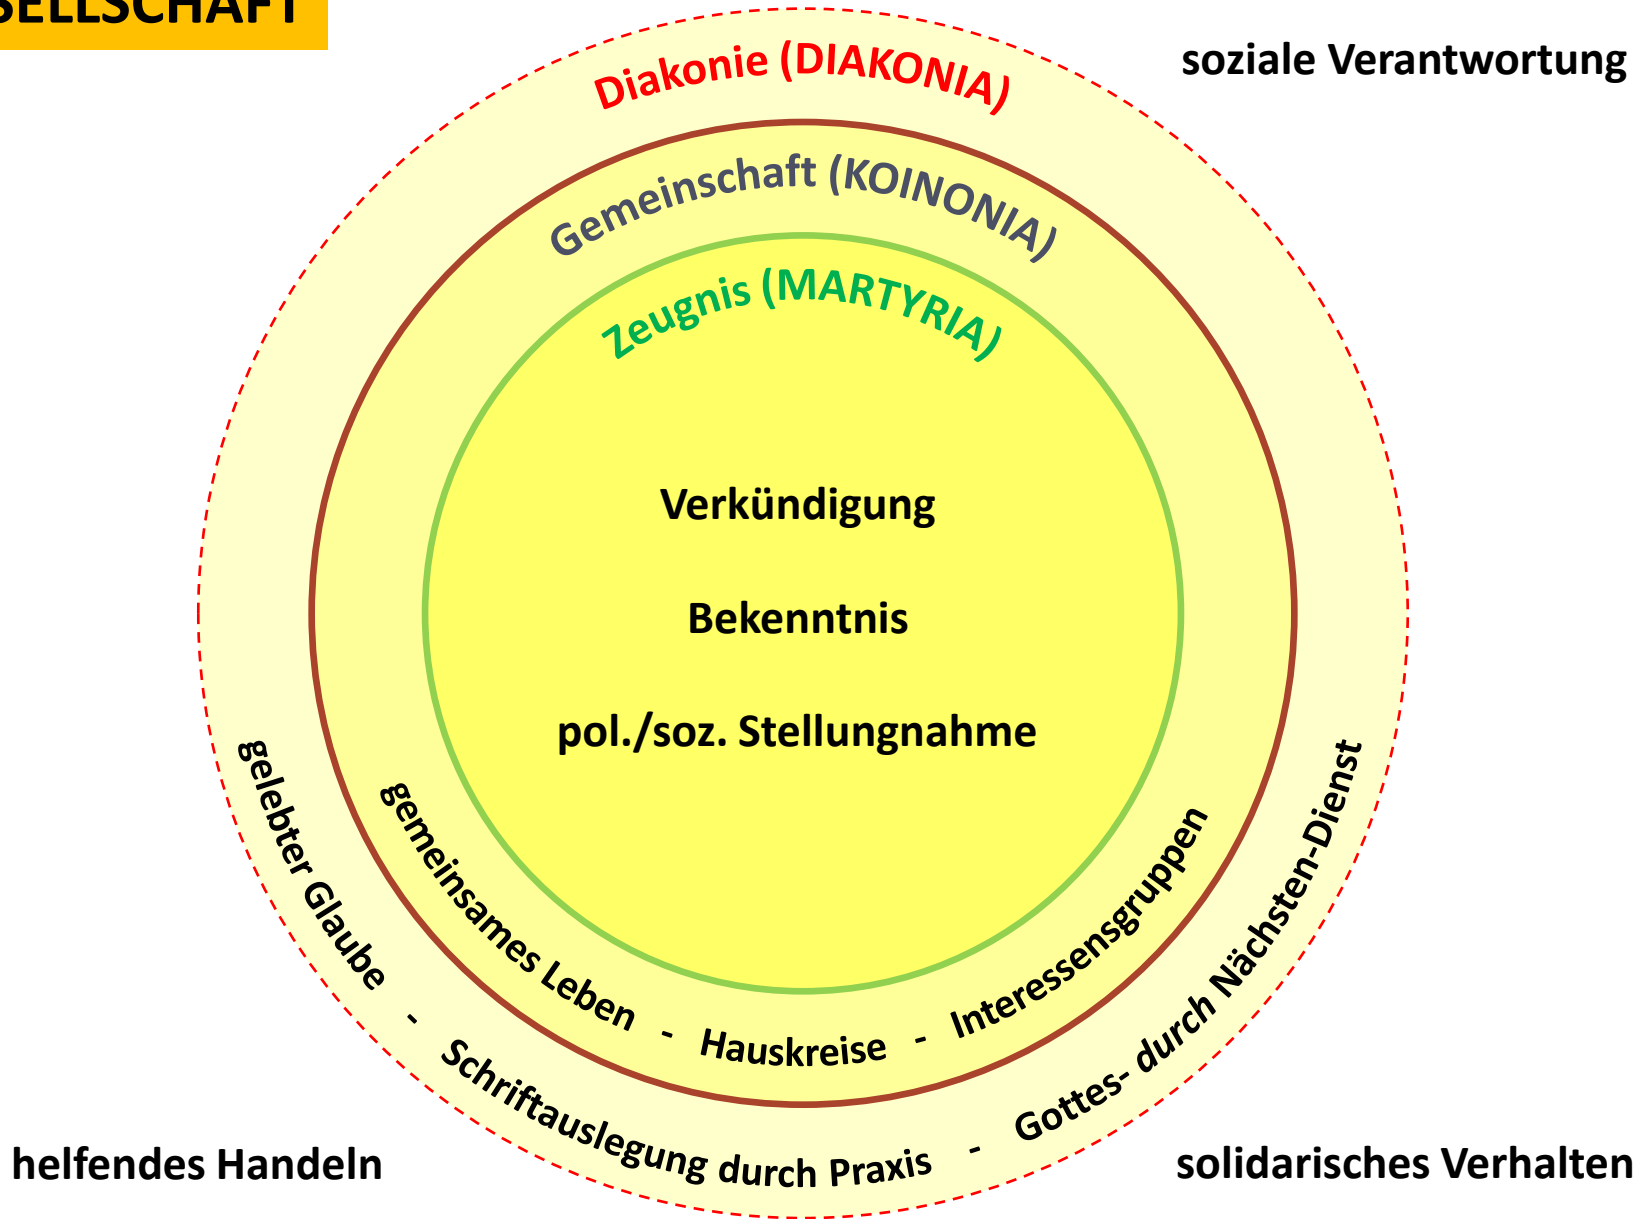 SELLSCHAFT
soziale Verantwortung
Diakonie (DIAKONIA)
Gemeinschaft (KOINONIA)
Zeugnis (MARTYRIA)
Verkündigung
Bekenntnis
pol./soz. Stellungnahme
gemeinsames Leben - Hauskreise - Interessensgruppen
gelebter Glaube - Schriftauslegung durch Praxis - Gottes- durch Nächsten-Dienst
helfendes Handeln
solidarisches Verhalten